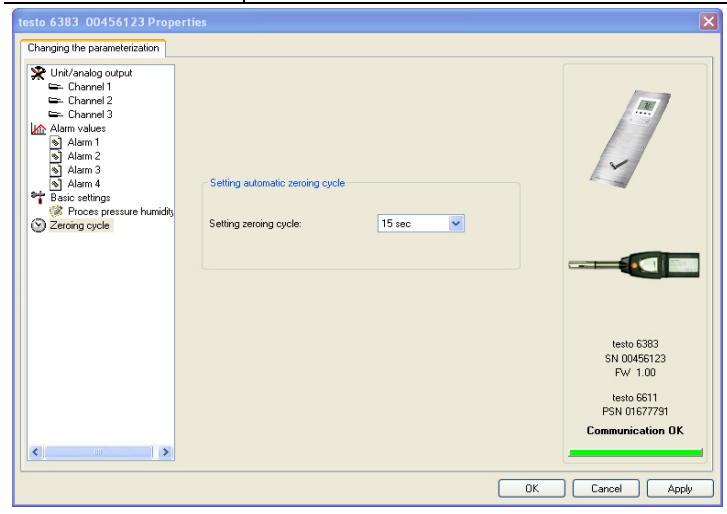 testo 6383 00456123 Properties
Changing the parameterization
Unit/analog output
Channel 1
Channel 2
Channel 3
Alarm values
Alarm 1
Alarm 2
Alarm 3
Alarm 4
Basic settings
Proces pressure humidity
Zeroing cycle
Setting automatic zeroing cycle
Setting zeroing cycle: 15 sec
testo 6383
SN 00456123
FW 1.00
testo 6611
PSN 01677791
Communication OK
OK Cancel Apply